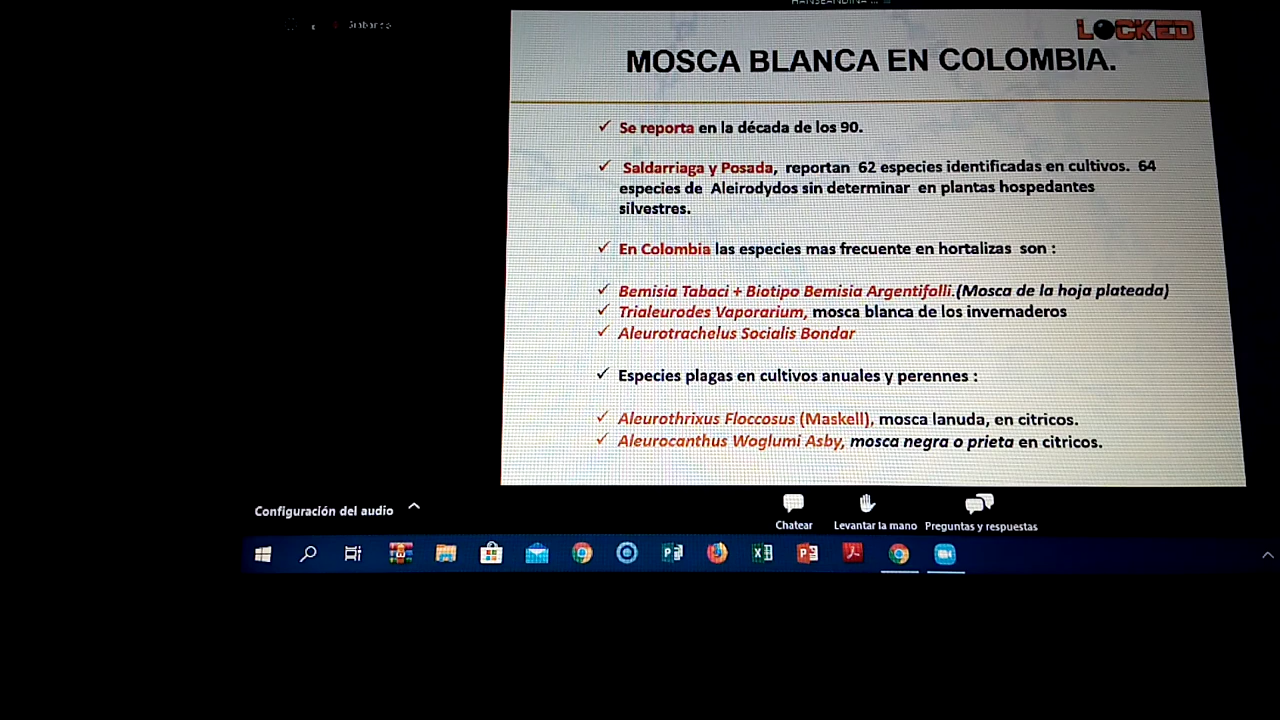 HANSEANDINA ...
LOCKED
MOSCA BLANCA EN COLOMBIA.
✓ Se reporta en la década de los 90.
✓ Saldarriaga y Posada, reportan 62 especies identificadas en cultivos. 64
especies de Aleirodydos sin determinar en plantas hospedantes
silvestres.
✓ En Colombia las especies mas frecuente en hortalizas son :
✓ Bemisia Tabaci + Biotipo Bemisia Argentifolli.(Mosca de la hoja plateada)
✓ Trialeurodes Vaporarium, mosca blanca de los invernaderos
✓ Aleurotrachelus Socialis Bondar
✓ Especies plagas en cultivos anuales y perennes :
✓ Aleurothrixus Floccosus (Maskell), mosca lanuda, en citricos.
✓ Aleurocanthus Woglumi Asby, mosca negra o prieta en citricos.
Configuración del audio
Chatear Levantar la mano Preguntas y respuestas